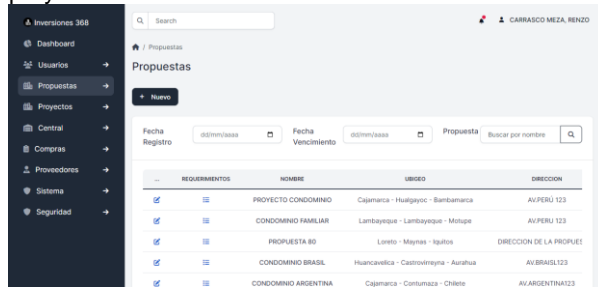 Inversiones 368
Search
CARRASCO MEZA, RENZO
Dashboard
/ Propuestas
Usuarios
Propuestas
Propuestas
+ Nuevo
Proyectos
Central
Compras
Proveedores
Sistema
Seguridad
Fecha Registro
dd/mm/aaaa
Fecha Vencimiento
dd/mm/aaaa
Propuesta
Buscar por nombre
... REQUERIMIENTOS NOMBRE UBIGEO DIRECCION
PROYECTO CONDOMINIO Cajamarca - Hualgayoc - Bambamarca AV.PERÚ 123
CONDOMINIO FAMILIAR Lambayeque - Lambayeque - Motupe AV.PERU 123
PROPUESTA 80 Loreto - Maynas - Iquitos DIRECCION DE LA PROPUES
CONDOMINIO BRASIL Huancavelica - Castrovirreyna - Aurahua AV.BRAISL123
CONDOMINIO ARGENTINA Cajamarca - Contumaza - Chilete AV.ARGENTINA123